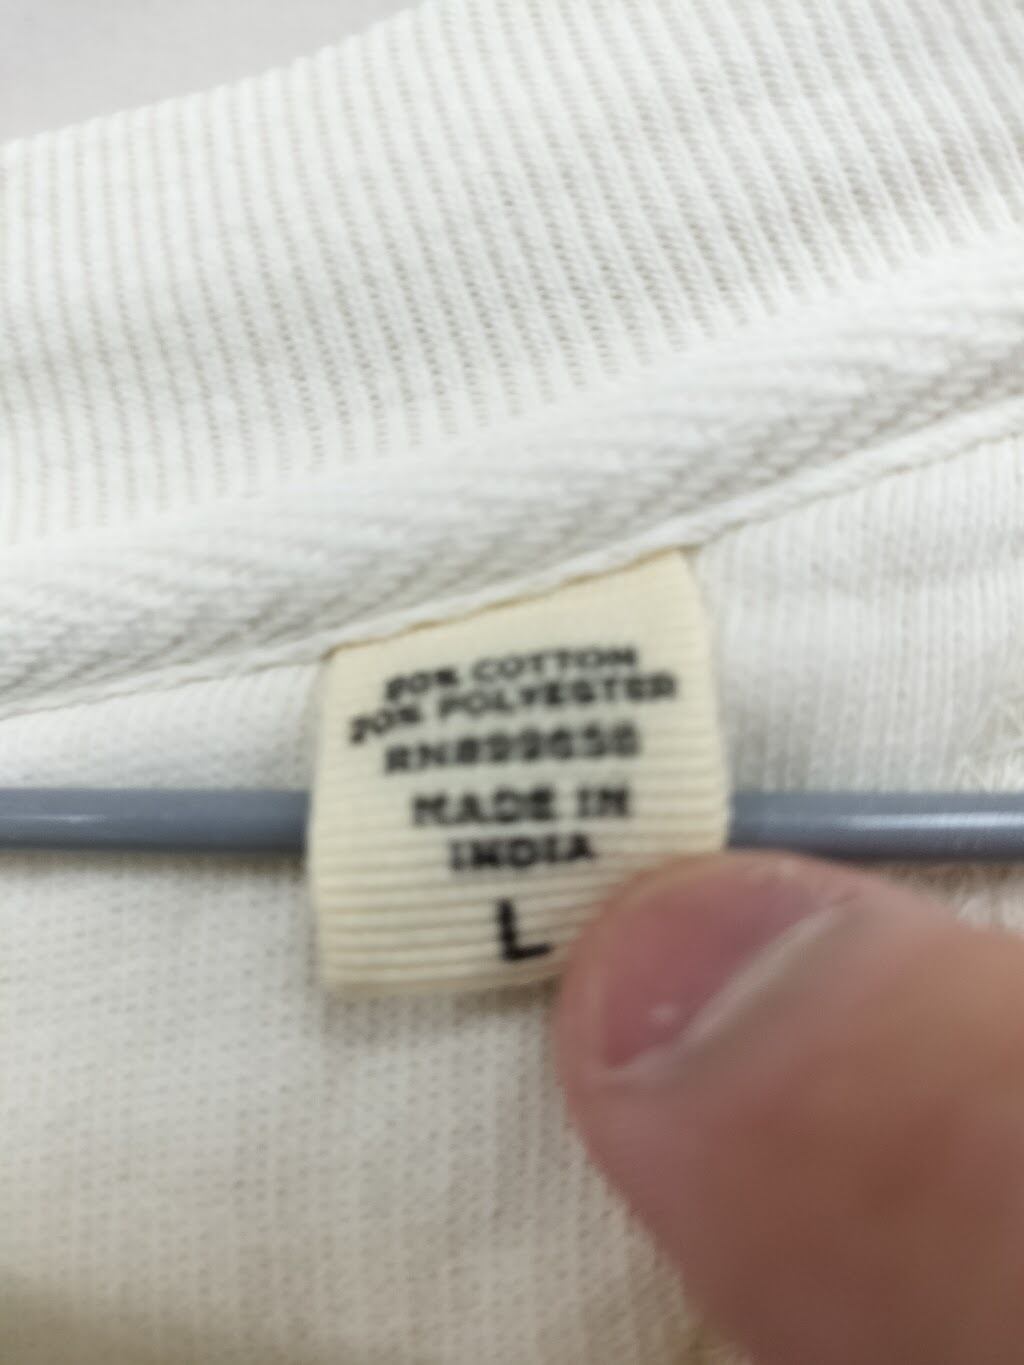 80% COTTON
20% POLYESTER
MADE IN
INDIA
L